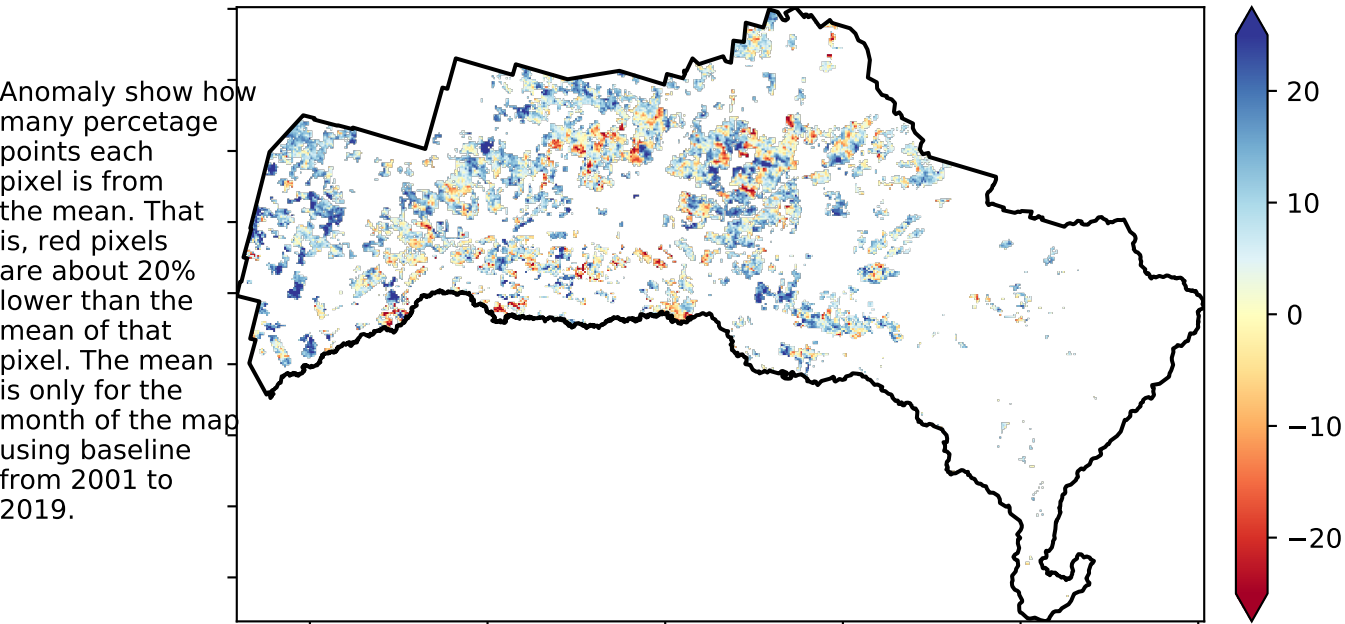 Anomaly show how
many percetage
points each
pixel is from
the mean. That
is, red pixels
are about 20%
lower than the
mean of that
pixel. The mean
is only for the
month of the map
using baseline
from 2001 to
2019.
20
10
0
−10
−20